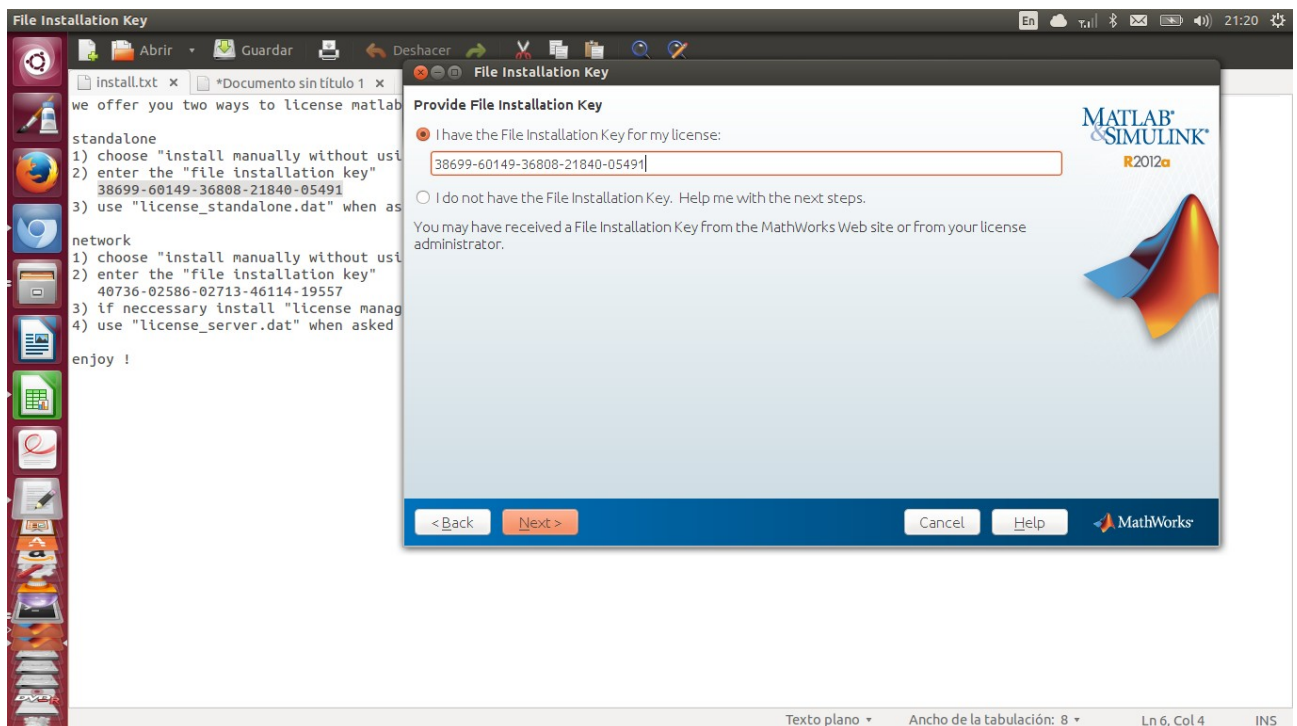 File Installation Key
En
21:20
Abrir
Guardar
Deshacer
install.txt
*Documento sin título 1
we offer you two ways to license matlab
standalone
1) choose "install manually without usi
2) enter the "file installation key"
38699-60149-36808-21840-05491
3) use "license_standalone.dat" when as
network
1) choose "install manually without usi
2) enter the "file installation key"
40736-02586-02713-46114-19557
3) if neccessary install "license manag
4) use "license_server.dat" when asked
enjoy !
File Installation Key
Provide File Installation Key
I have the File Installation Key for my license:
38699-60149-36808-21840-05491
I do not have the File Installation Key. Help me with the next steps.
You may have received a File Installation Key from the MathWorks Web site or from your license
administrator.
MATLAB®
&SIMULINK®
R2012a
< Back
Next >
Cancel
Help
MathWorks
Texto plano
Ancho de la tabulación: 8
Ln 6, Col 4
INS